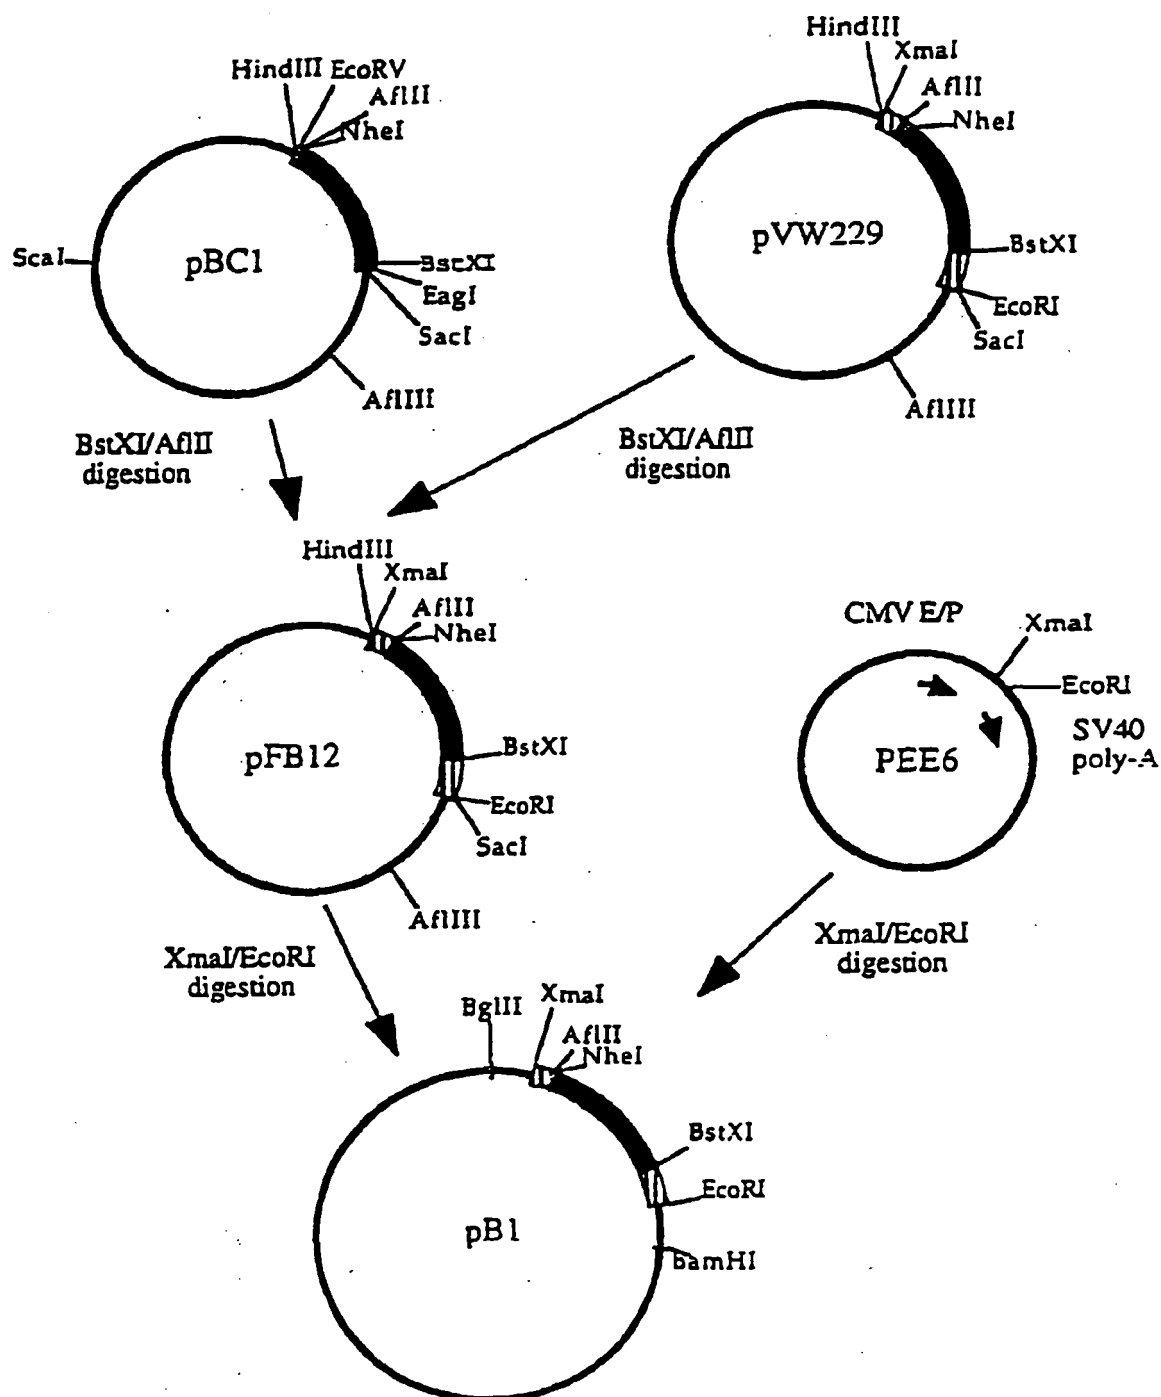 HindIII
EcoRV
AflII
NheI
ScaI
pBC1
BstXI
EagI
SacI
AflIII
HindIII
XmaI
AflII
NheI
pVW229
BstXI
EcoRI
SacI
AflIII
BstXI/AflII
digestion
BstXI/AflII
digestion
HindIII
XmaI
AflII
NheI
pFB12
BstXI
EcoRI
SacI
AflIII
CMV E/P
XmaI
EcoRI
SV40
poly-A
PEE6
XmaI/EcoRI
digestion
XmaI/EcoRI
digestion
BglII
XmaI
AflII
NheI
BstXI
EcoRI
pB1
bamHI